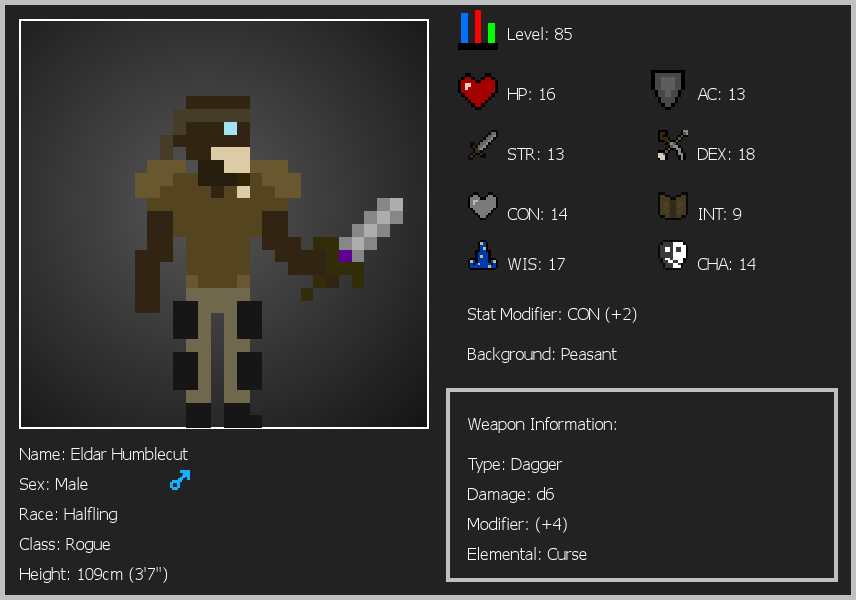 Level: 85
HP: 16
AC: 13
STR: 13
DEX: 18
CON: 14
INT: 9
WIS: 17
CHA: 14
Stat Modifier: CON (+2)
Background: Peasant
Weapon Information:
Type: Dagger
Damage: d6
Modifier: (+4)
Elemental: Curse
Name: Eldar Humblecut
Sex: Male
Race: Halfling
Class: Rogue
Height: 109cm (3'7")